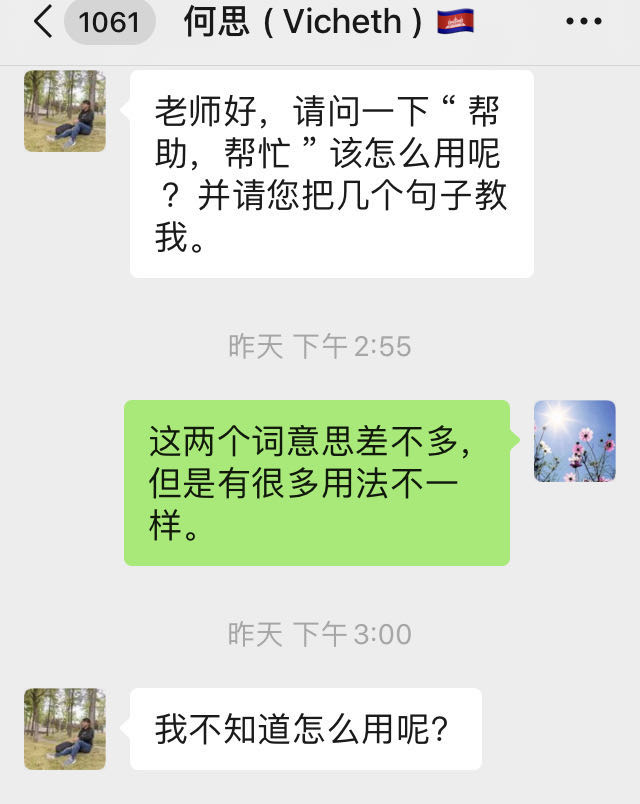 1061 何思（Vicheth）🇰🇭
老师好，请问一下“帮
助，帮忙”该怎么用呢
？并请您把几个句子教
我。
昨天 下午2:55
这两个词意思差不多，
但是有很多用法不一
样。
昨天 下午3:00
我不知道怎么用呢？